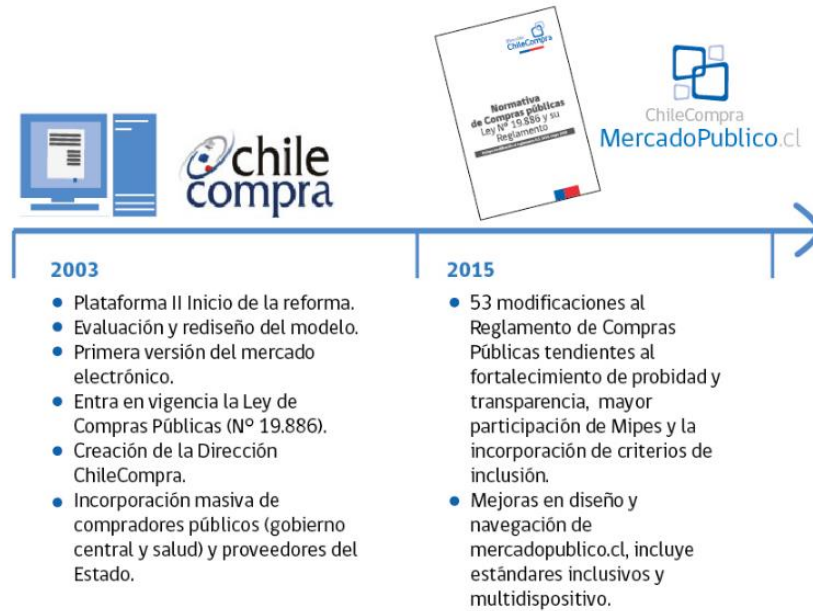 chile
compra
ChileCompra
Normativa
de Compras públicas
Ley Nº 19.886 y su
Reglamento
ChileCompra
MercadoPublico.cl
2003
• Plataforma II Inicio de la reforma.
• Evaluación y rediseño del modelo.
• Primera versión del mercado
electrónico.
• Entra en vigencia la Ley de
Compras Públicas (Nº 19.886).
• Creación de la Dirección
ChileCompra.
• Incorporación masiva de
compradores públicos (gobierno
central y salud) y proveedores del
Estado.
2015
• 53 modificaciones al
Reglamento de Compras
Públicas tendientes al
fortalecimiento de probidad y
transparencia, mayor
participación de Mipes y la
incorporación de criterios de
inclusión.
• Mejoras en diseño y
navegación de
mercadopublico.cl, incluye
estándares inclusivos y
multidispositivo.